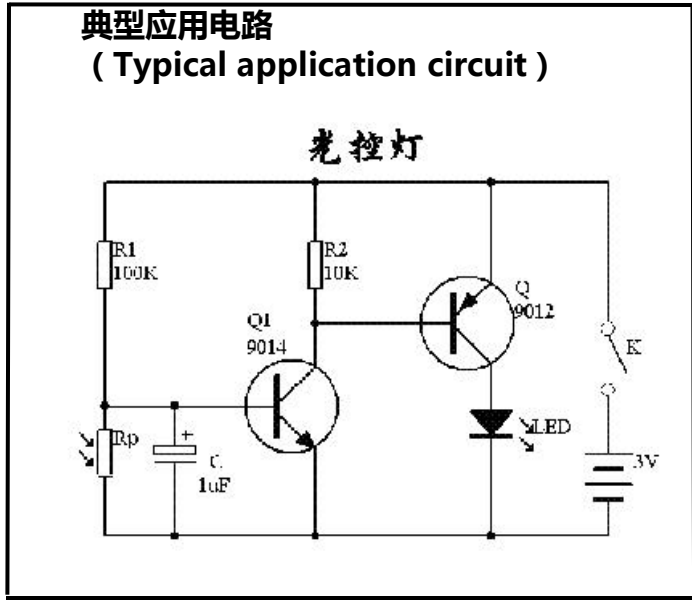 典型应用电路
（Typical application circuit）
光控灯
R1
100K
R2
10K
Q1
9014
Q
9012
K
Rp
+
C
1uF
LED
3V